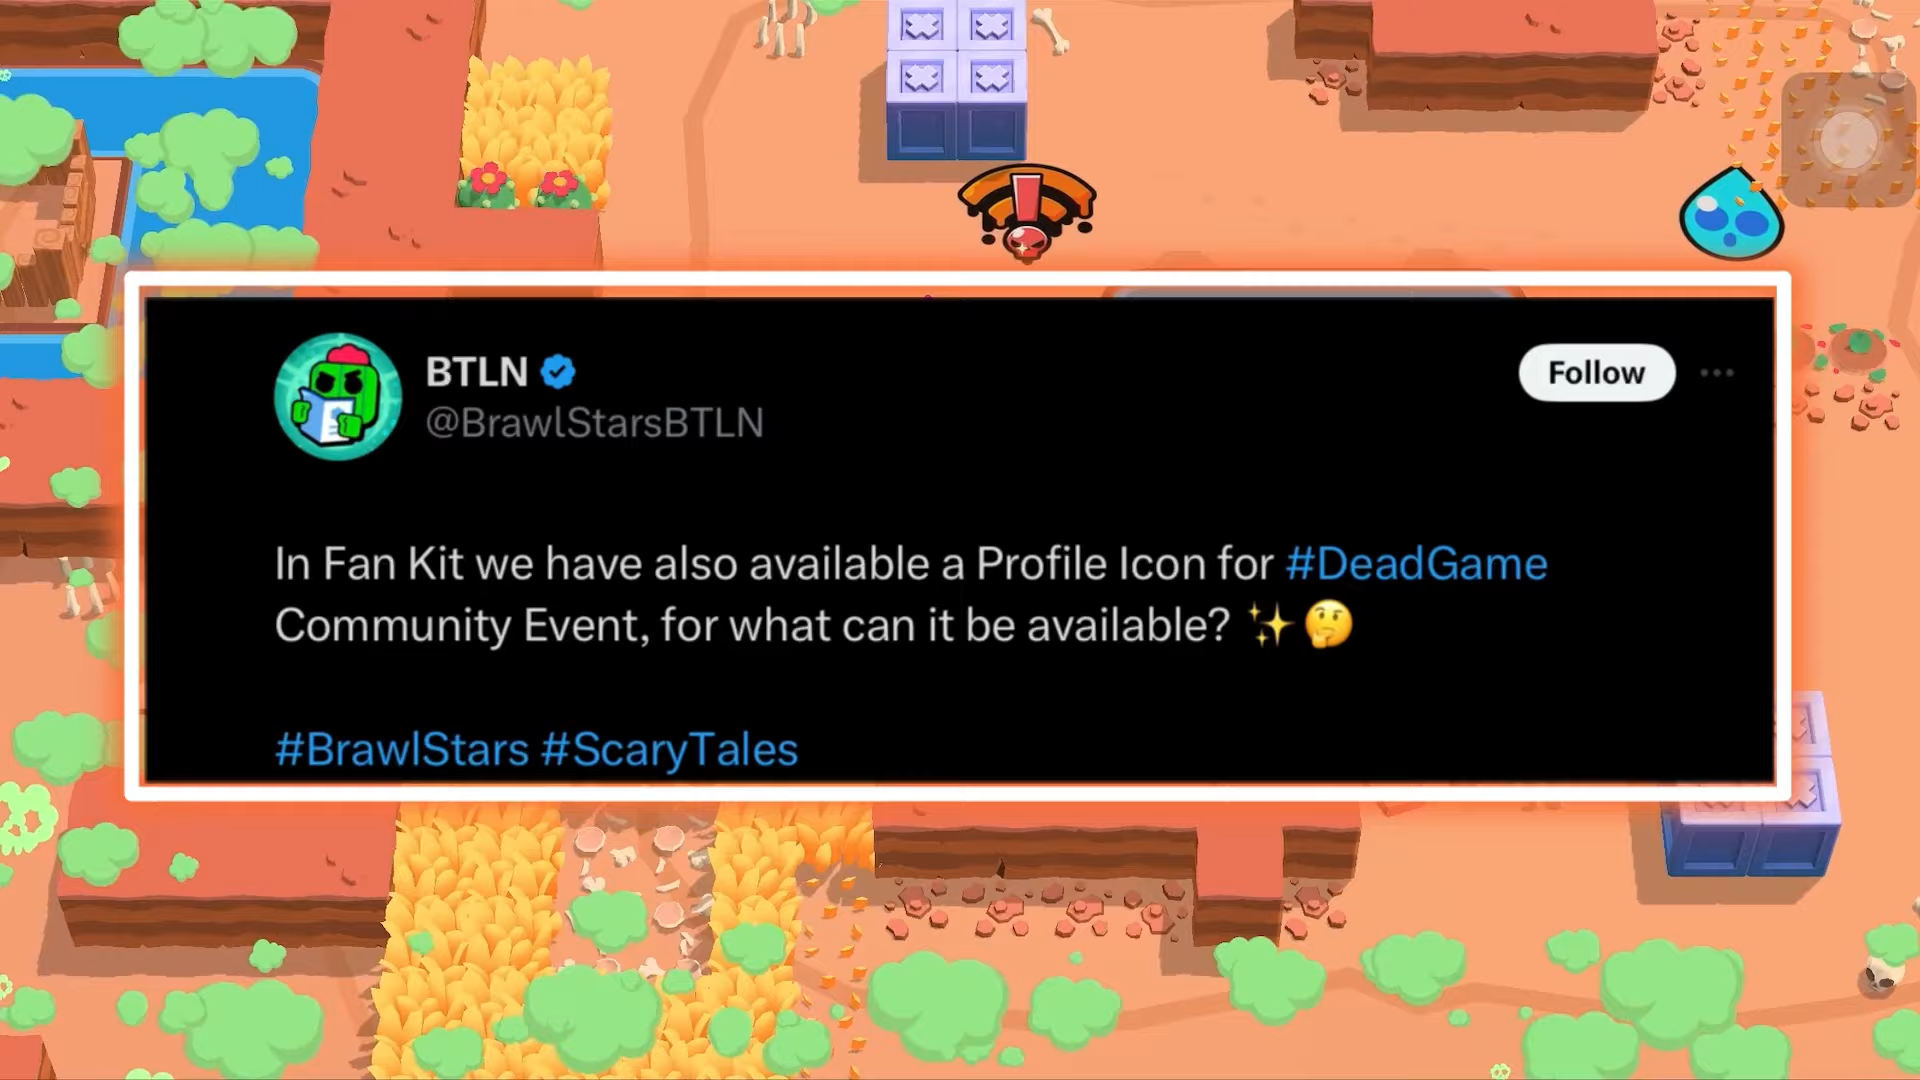 BTLN
@BrawlStarsBTLN
Follow
In Fan Kit we have also available a Profile Icon for #DeadGame
Community Event, for what can it be available? ✨🤔
#BrawlStars #ScaryTales